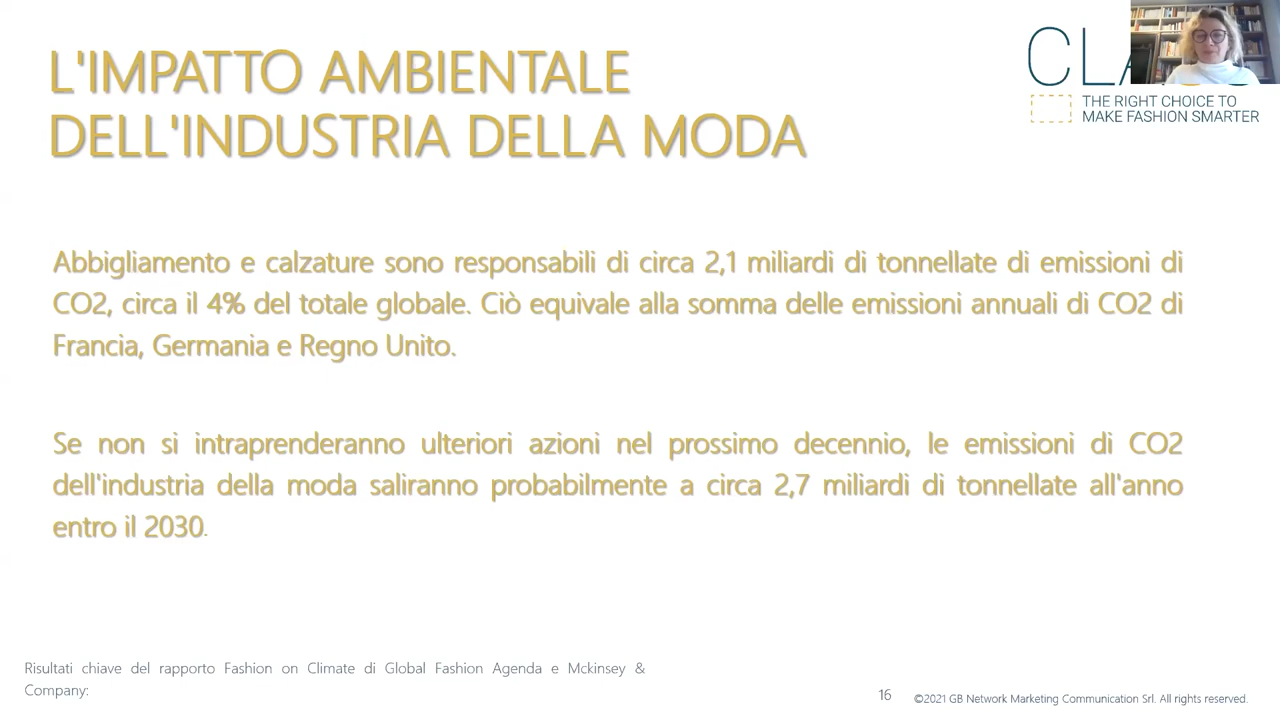 L'IMPATTO AMBIENTALE
DELL'INDUSTRIA DELLA MODA
THE RIGHT CHOICE TO
MAKE FASHION SMARTER
Abbigliamento e calzature sono responsabili di circa 2,1 miliardi di tonnellate di emissioni di
CO2, circa il 4% del totale globale. Ciò equivale alla somma delle emissioni annuali di CO2 di
Francia, Germania e Regno Unito.
Se non si intraprenderanno ulteriori azioni nel prossimo decennio, le emissioni di CO2
dell'industria della moda saliranno probabilmente a circa 2,7 miliardi di tonnellate all'anno
entro il 2030.
Risultati chiave del rapporto Fashion on Climate di Global Fashion Agenda e Mckinsey &
Company:
16
©2021 GB Network Marketing Communication Srl. All rights reserved.